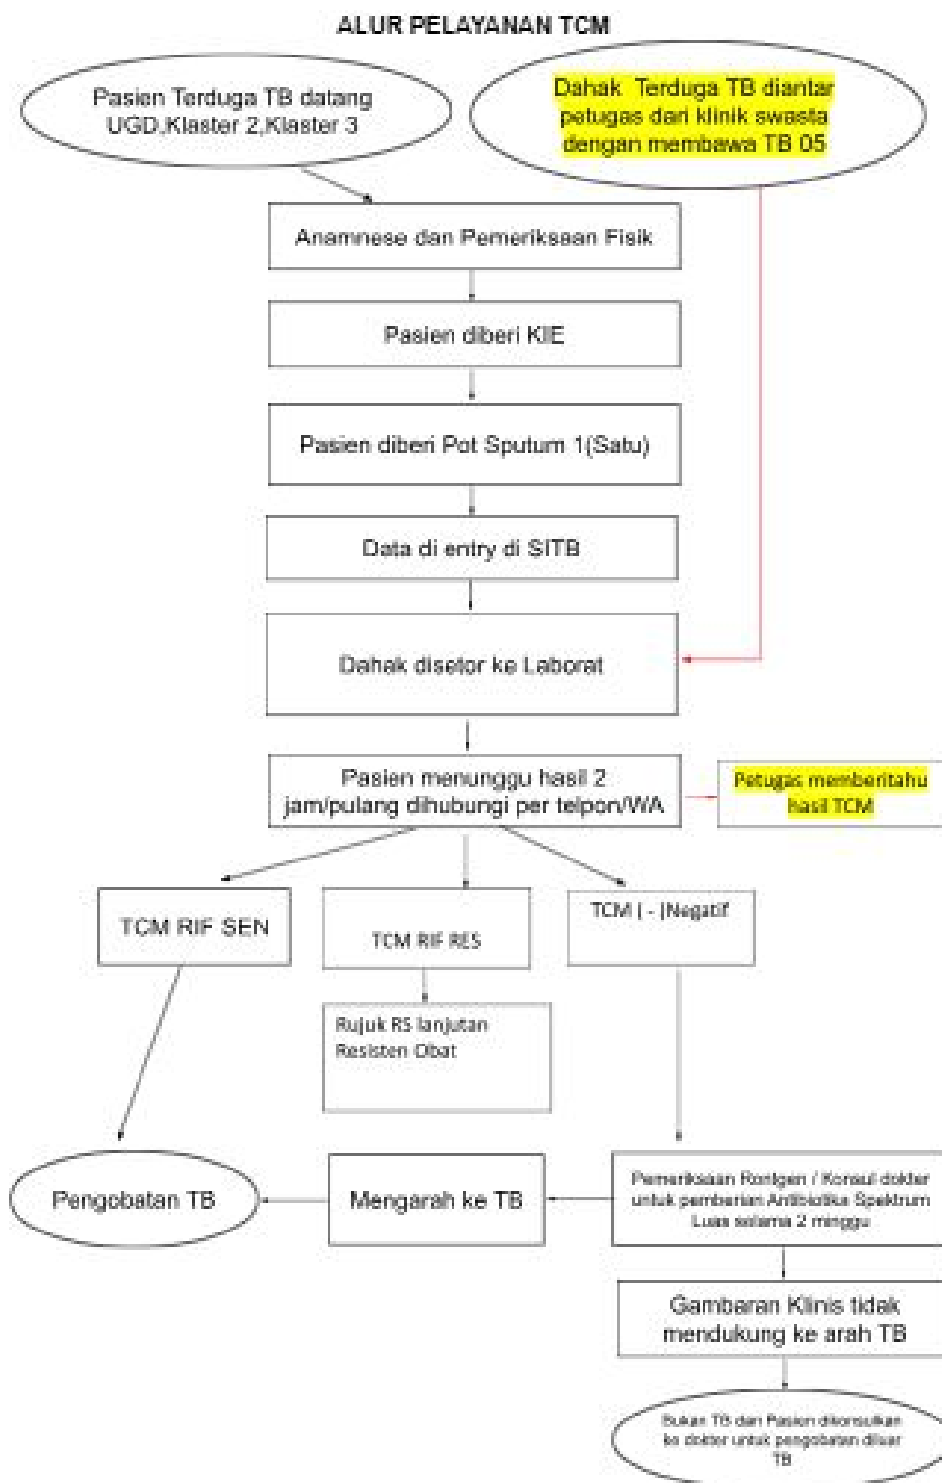 ALUR PELAYANAN TCM
Pasien Terduga TB datang
UGD,Klaster 2,Klaster 3
Dahak Terduga TB diantar
petugas dari klinik swasta
dengan membawa TB 05
Anamnese dan Pemeriksaan Fisik
Pasien diberi KIE
Pasien diberi Pot Sputum 1(Satu)
Data di entry di SITB
Dahak disetor ke Laborat
Pasien menunggu hasil 2
jam/pulang dihubungi per telpon/WA
Petugas memberitahu
hasil TCM
TCM RIF SEN
TCM RIF RES
TCM ( - )Negatif
Rujuk RS lanjutan
Resisten Obat
Pengobatan TB
Mengarah ke TB
Pemeriksaan Rontgen / Konsul dokter
untuk pemberian Antibiotika Spektrum
Luas selama 2 minggu
Gambaran Klinis tidak
mendukung ke arah TB
Bukan TB dan Pasien dikonsulkan
ke dokter untuk pengobatan diluar
TB